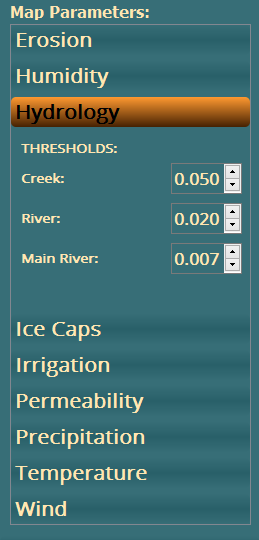 Map Parameters:
Erosion
Humidity
Hydrology
THRESHOLDS:
Creek: 0.050
River: 0.020
Main River: 0.007
Ice Caps
Irrigation
Permeability
Precipitation
Temperature
Wind